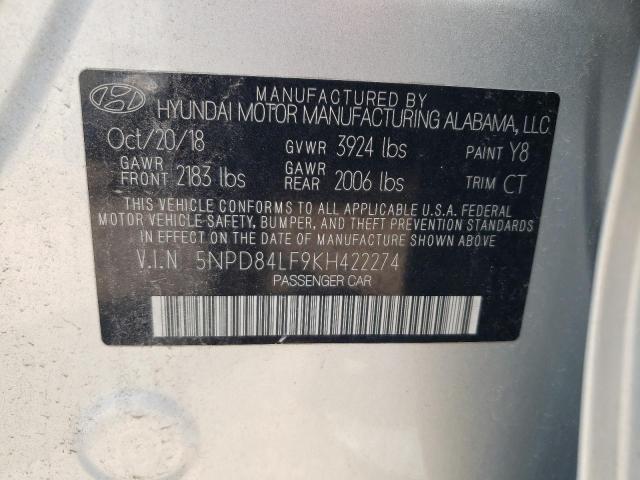 MANUFACTURED BY
HYUNDAI MOTOR MANUFACTURING ALABAMA, LLC
Oct/20/18 GVWR 3924 lbs PAINT Y8
GAWR FRONT 2183 lbs GAWR REAR 2006 lbs TRIM CT
THIS VEHICLE CONFORMS TO ALL APPLICABLE U.S.A. FEDERAL
MOTOR VEHICLE SAFETY, BUMPER, AND THEFT PREVENTION STANDARDS
IN EFFECT ON THE DATE OF MANUFACTURE SHOWN ABOVE.
V.I.N 5NPD84LF9KH422274
PASSENGER CAR